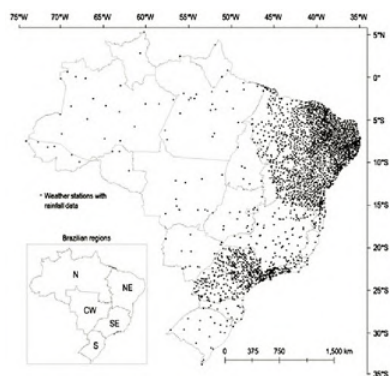 75°W 70°W 65°W 60°W 55°W 50°W 45°W 40°W 35°W
5°N
0°
5°S
10°S
• Weather stations with
rainfall data
15°S
Brazilian regions
20°S
N
NE
CW
25°S
SE
S
30°S
0 375 750 1,500 km
35°S